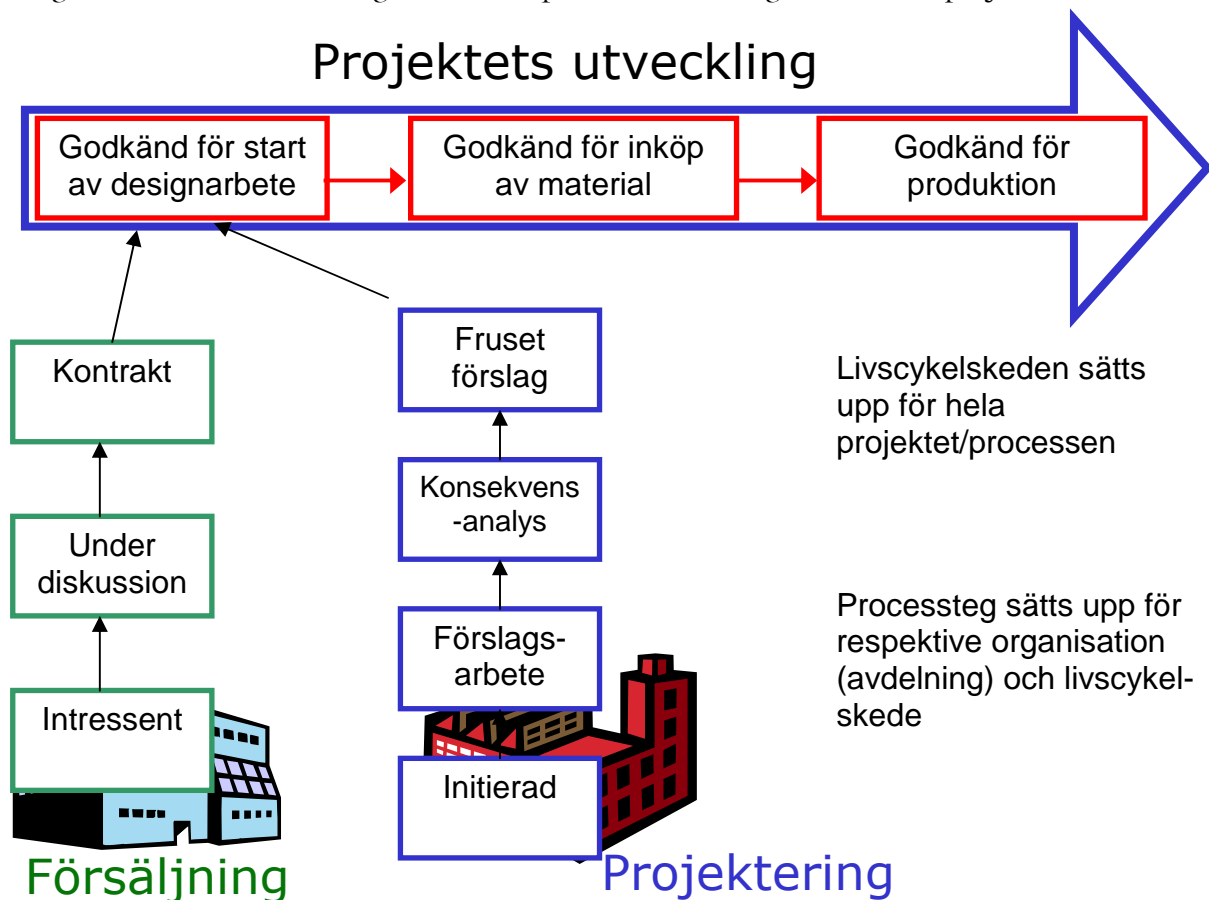 Projektets utveckling
Godkänd för start
av designarbete
Godkänd för inköp
av material
Godkänd för
produktion
Kontrakt
Under
diskussion
Intressent
Försäljning
Fruset
förslag
Konsekvens
-analys
Förslags-
arbete
Initierad
Projektering
Livscykelskeden sätts
upp för hela
projektet/processen
Processteg sätts upp för
respektive organisation
(avdelning) och livscykel-
skede